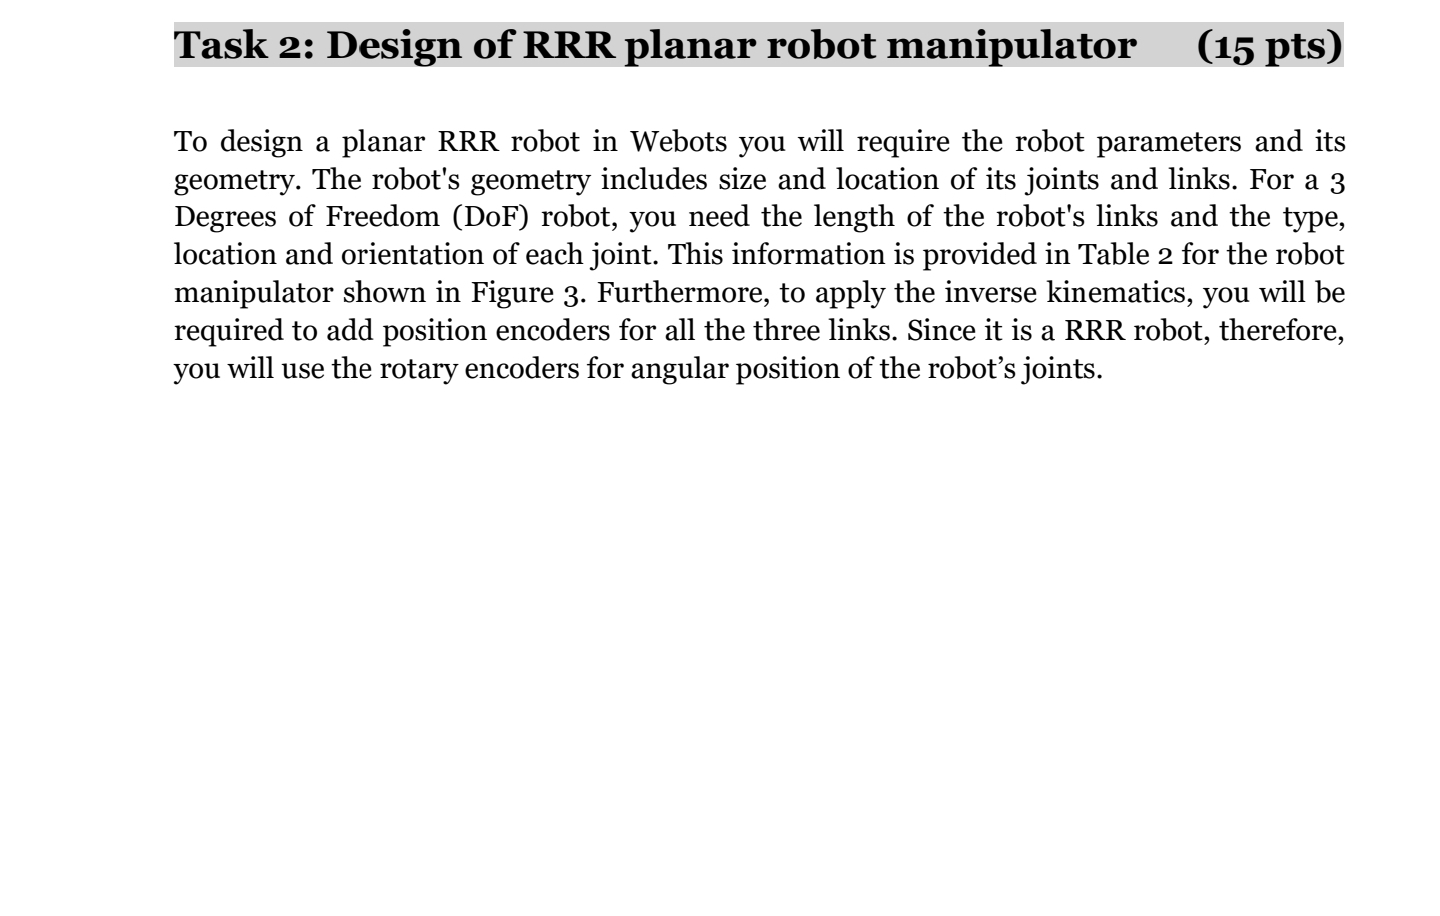 Task 2: Design of RRR planar robot manipulator (15 pts)
To design a planar RRR robot in Webots you will require the robot parameters and its
geometry. The robot's geometry includes size and location of its joints and links. For a 3
Degrees of Freedom (DoF) robot, you need the length of the robot's links and the type,
location and orientation of each joint. This information is provided in Table 2 for the robot
manipulator shown in Figure 3. Furthermore, to apply the inverse kinematics, you will be
required to add position encoders for all the three links. Since it is a RRR robot, therefore,
you will use the rotary encoders for angular position of the robot’s joints.